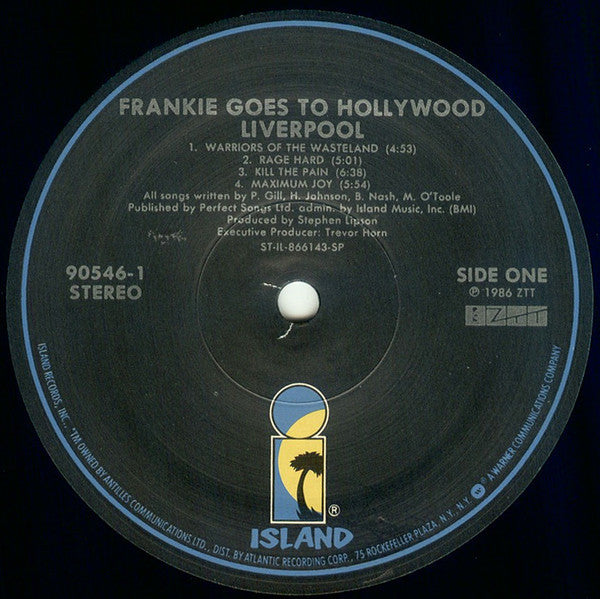 FRANKIE GOES TO HOLLYWOOD
LIVERPOOL
1. WARRIORS OF THE WASTELAND (4:53)
2. RAGE HARD (5:01)
3. KILL THE PAIN (6:38)
4. MAXIMUM JOY (5:54)
All songs written by P. Gill, H. Johnson, B. Nash, M. O'Toole
Published by Perfect Songs Ltd. admin. by Island Music, Inc. (BMI)
Produced by Stephen Lipson
Executive Producer: Trevor Horn
ST-IL-866143-SP
90546-1
STEREO
SIDE ONE
℗ 1986 ZTT
ZTT
®
ISLAND
ISLAND RECORDS, INC., "TM OWNED BY ANTILLES COMMUNICATIONS LTD., DIST. BY ATLANTIC RECORDING CORP., 75 ROCKEFELLER PLAZA, N.Y., N.Y. A WARNER COMMUNICATIONS COMPANY